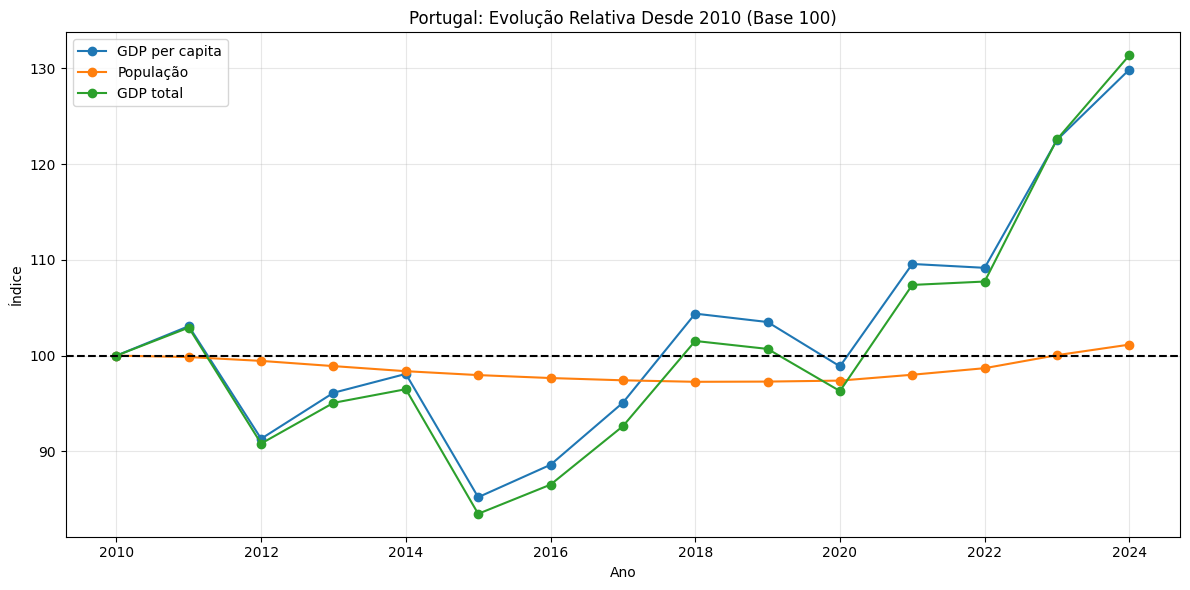 Portugal: Evolução Relativa Desde 2010 (Base 100)
GDP per capita
População
GDP total
130
120
110
100
90
Índice
2010 2012 2014 2016 2018 2020 2022 2024
Ano